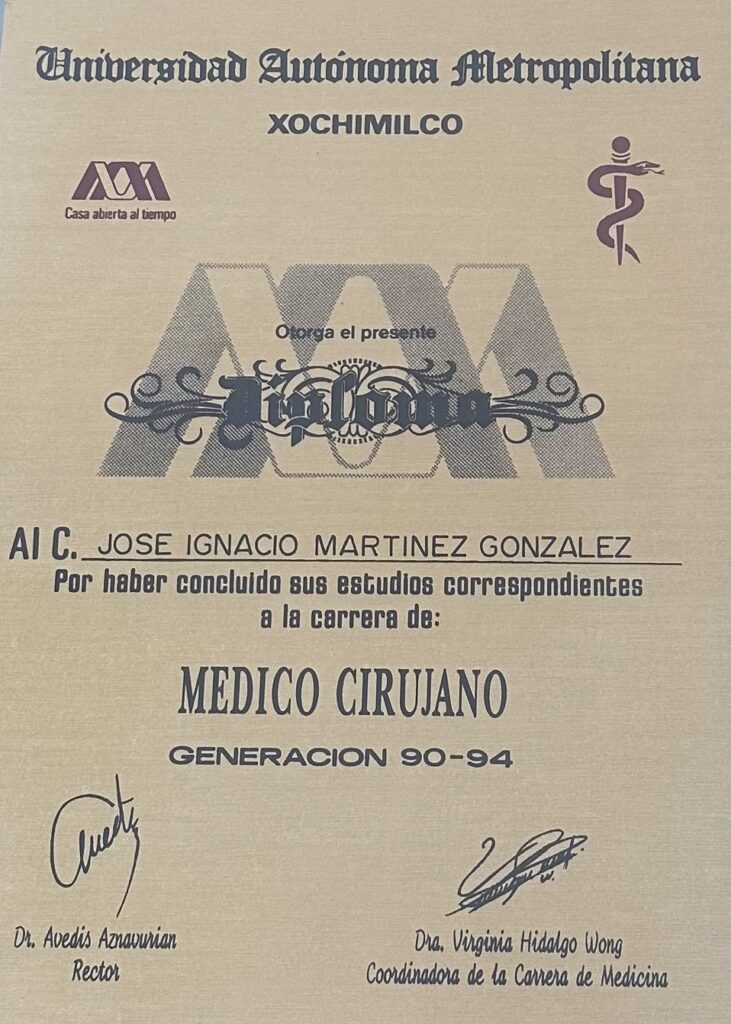 Universidad Autónoma Metropolitana
XOCHIMILCO
Casa abierta al tiempo
Otorga el presente
Diploma
Al C. JOSE IGNACIO MARTINEZ GONZALEZ
Por haber concluido sus estudios correspondientes
a la carrera de:
MEDICO CIRUJANO
GENERACION 90-94
Dr. Avedis Aznavurian
Rector
Dra. Virginia Hidalgo Wong
Coordinadora de la Carrera de Medicina